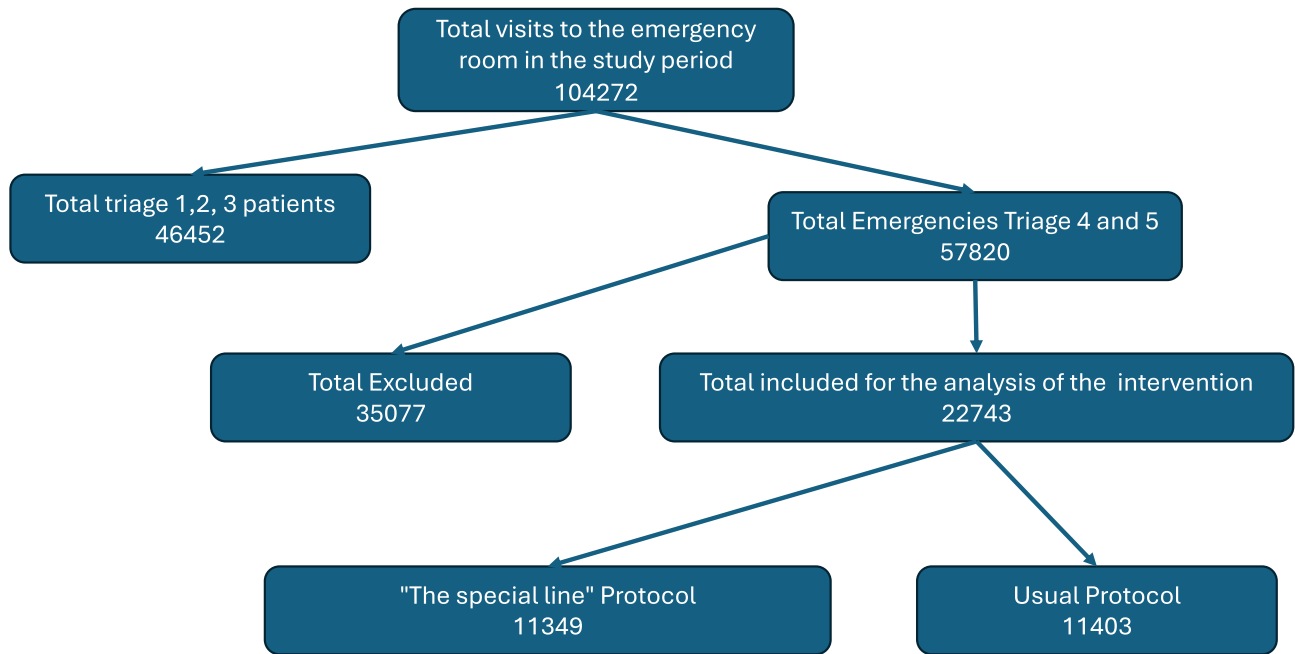 Total visits to the emergency
room in the study period
104272
Total triage 1,2, 3 patients
46452
Total Emergencies Triage 4 and 5
57820
Total Excluded
35077
Total included for the analysis of the  intervention
22743
"The special line" Protocol
11349
Usual Protocol
11403